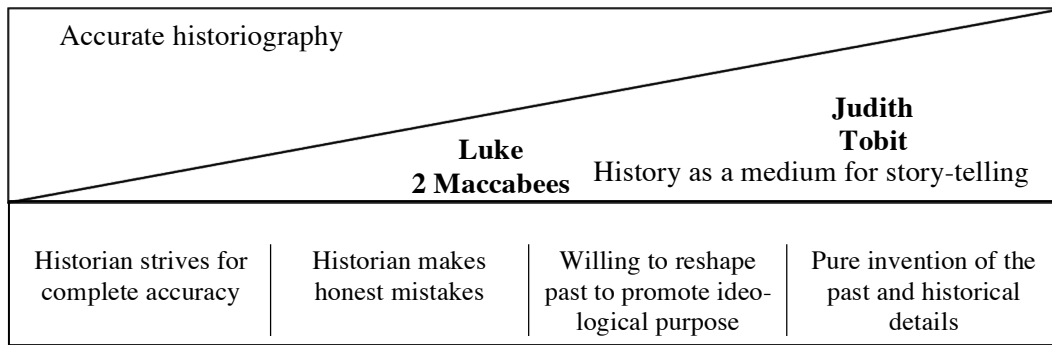 Accurate historiography
Judith
Tobit
Luke
2 Maccabees
History as a medium for story-telling
Historian strives for
complete accuracy
Historian makes
honest mistakes
Willing to reshape
past to promote ideo-
logical purpose
Pure invention of the
past and historical
details